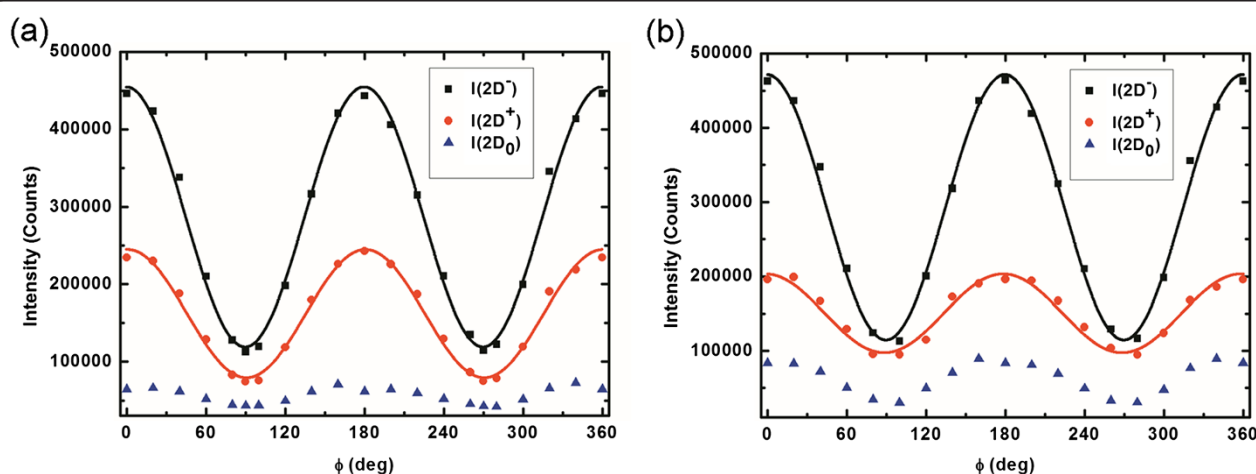 (a)
500000
400000
300000
200000
100000
Intensity (Counts)
I(2D⁻)
I(2D⁺)
I(2D₀)
0 60 120 180 240 300 360
ϕ (deg)
(b)
500000
400000
300000
200000
100000
Intensity (Counts)
I(2D⁻)
I(2D⁺)
I(2D₀)
0 60 120 180 240 300 360
ϕ (deg)